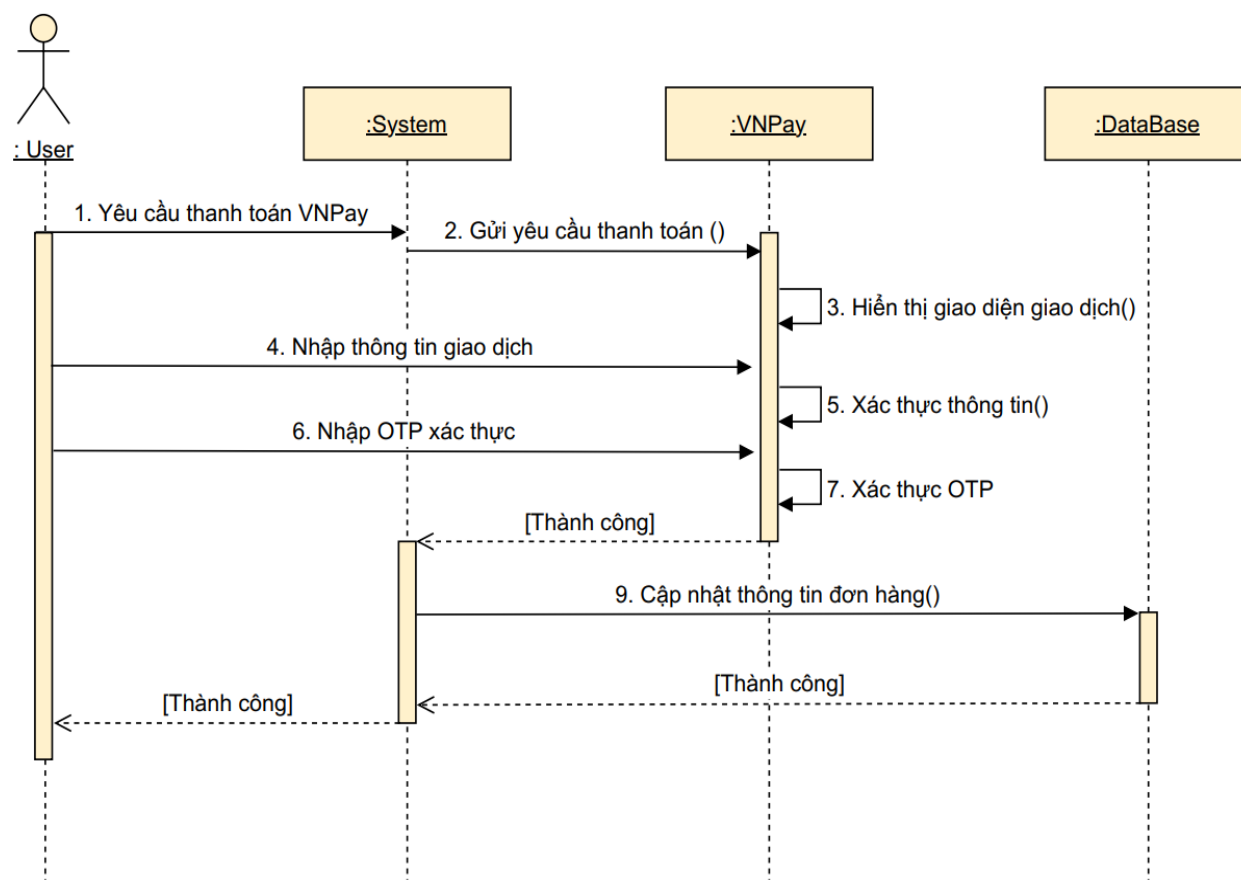 : User
:System
:VNPay
:DataBase
1. Yêu cầu thanh toán VNPay
2. Gửi yêu cầu thanh toán ()
3. Hiển thị giao diện giao dịch()
4. Nhập thông tin giao dịch
5. Xác thực thông tin()
6. Nhập OTP xác thực
7. Xác thực OTP
[Thành công]
9. Cập nhật thông tin đơn hàng()
[Thành công]
[Thành công]